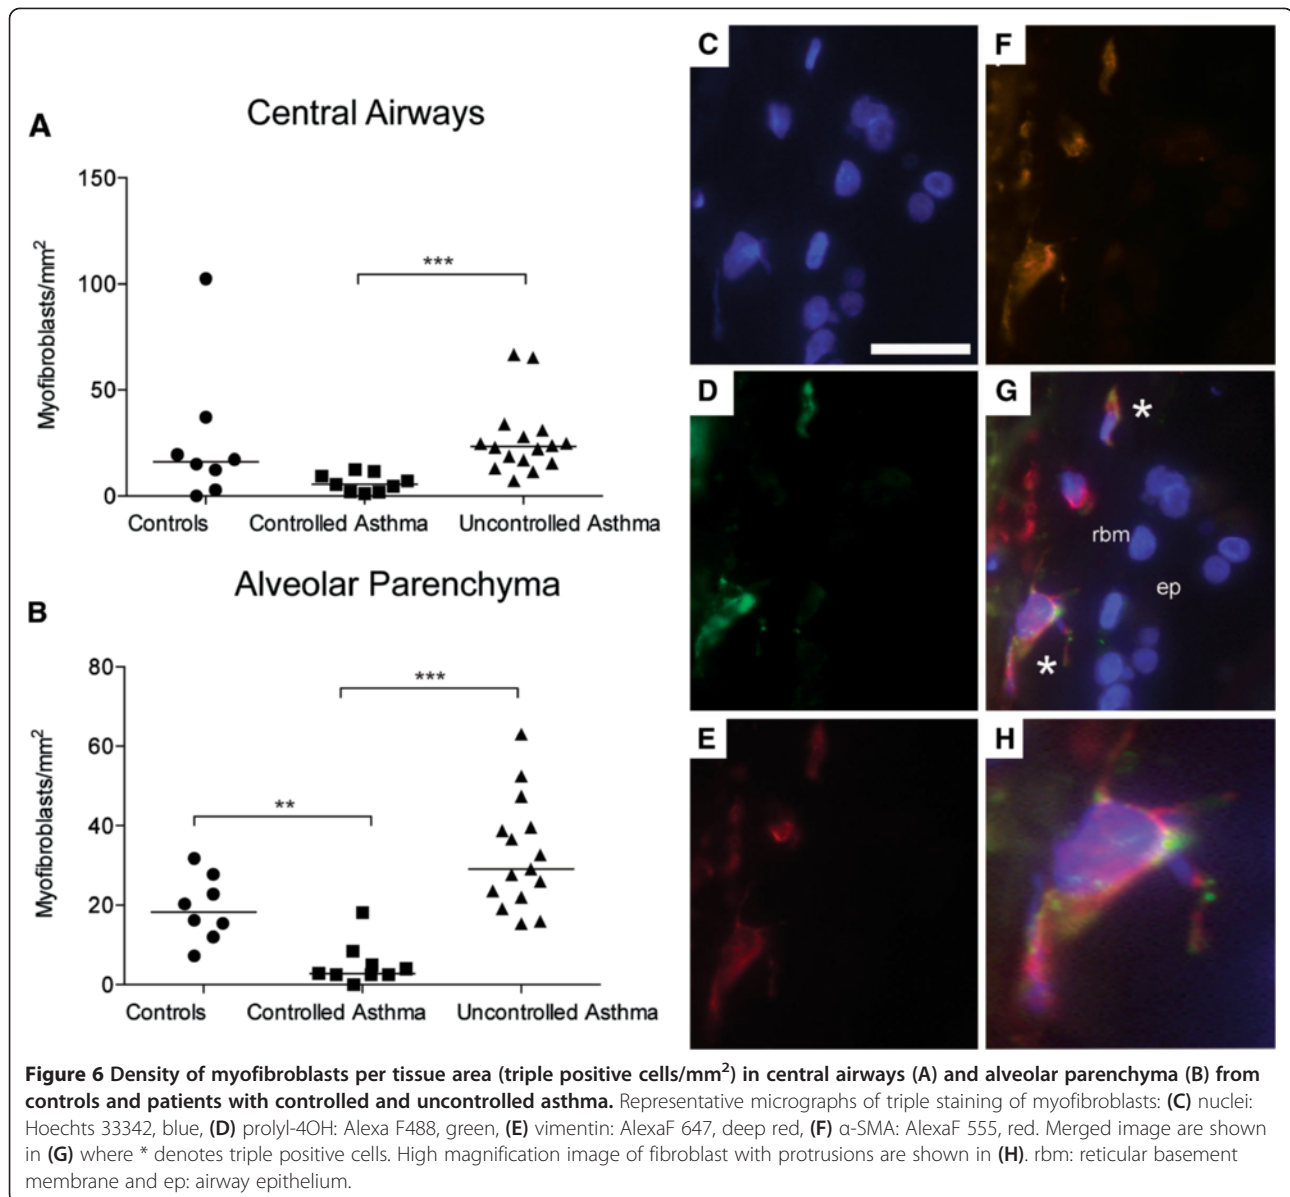 Central Airways
A
150
100
50
0
Myofibroblasts/mm²
***
Controls Controlled Asthma Uncontrolled Asthma
Alveolar Parenchyma
B
80
60
40
20
0
Myofibroblasts/mm²
***
**
Controls Controlled Asthma Uncontrolled Asthma
C
F
D
G
*
rbm
ep
*
E
H
Figure 6 Density of myofibroblasts per tissue area (triple positive cells/mm²) in central airways (A) and alveolar parenchyma (B) from
controls and patients with controlled and uncontrolled asthma. Representative micrographs of triple staining of myofibroblasts: (C) nuclei:
Hoechts 33342, blue, (D) prolyl-4OH: Alexa F488, green, (E) vimentin: AlexaF 647, deep red, (F) α-SMA: AlexaF 555, red. Merged image are shown
in (G) where * denotes triple positive cells. High magnification image of fibroblast with protrusions are shown in (H). rbm: reticular basement
membrane and ep: airway epithelium.